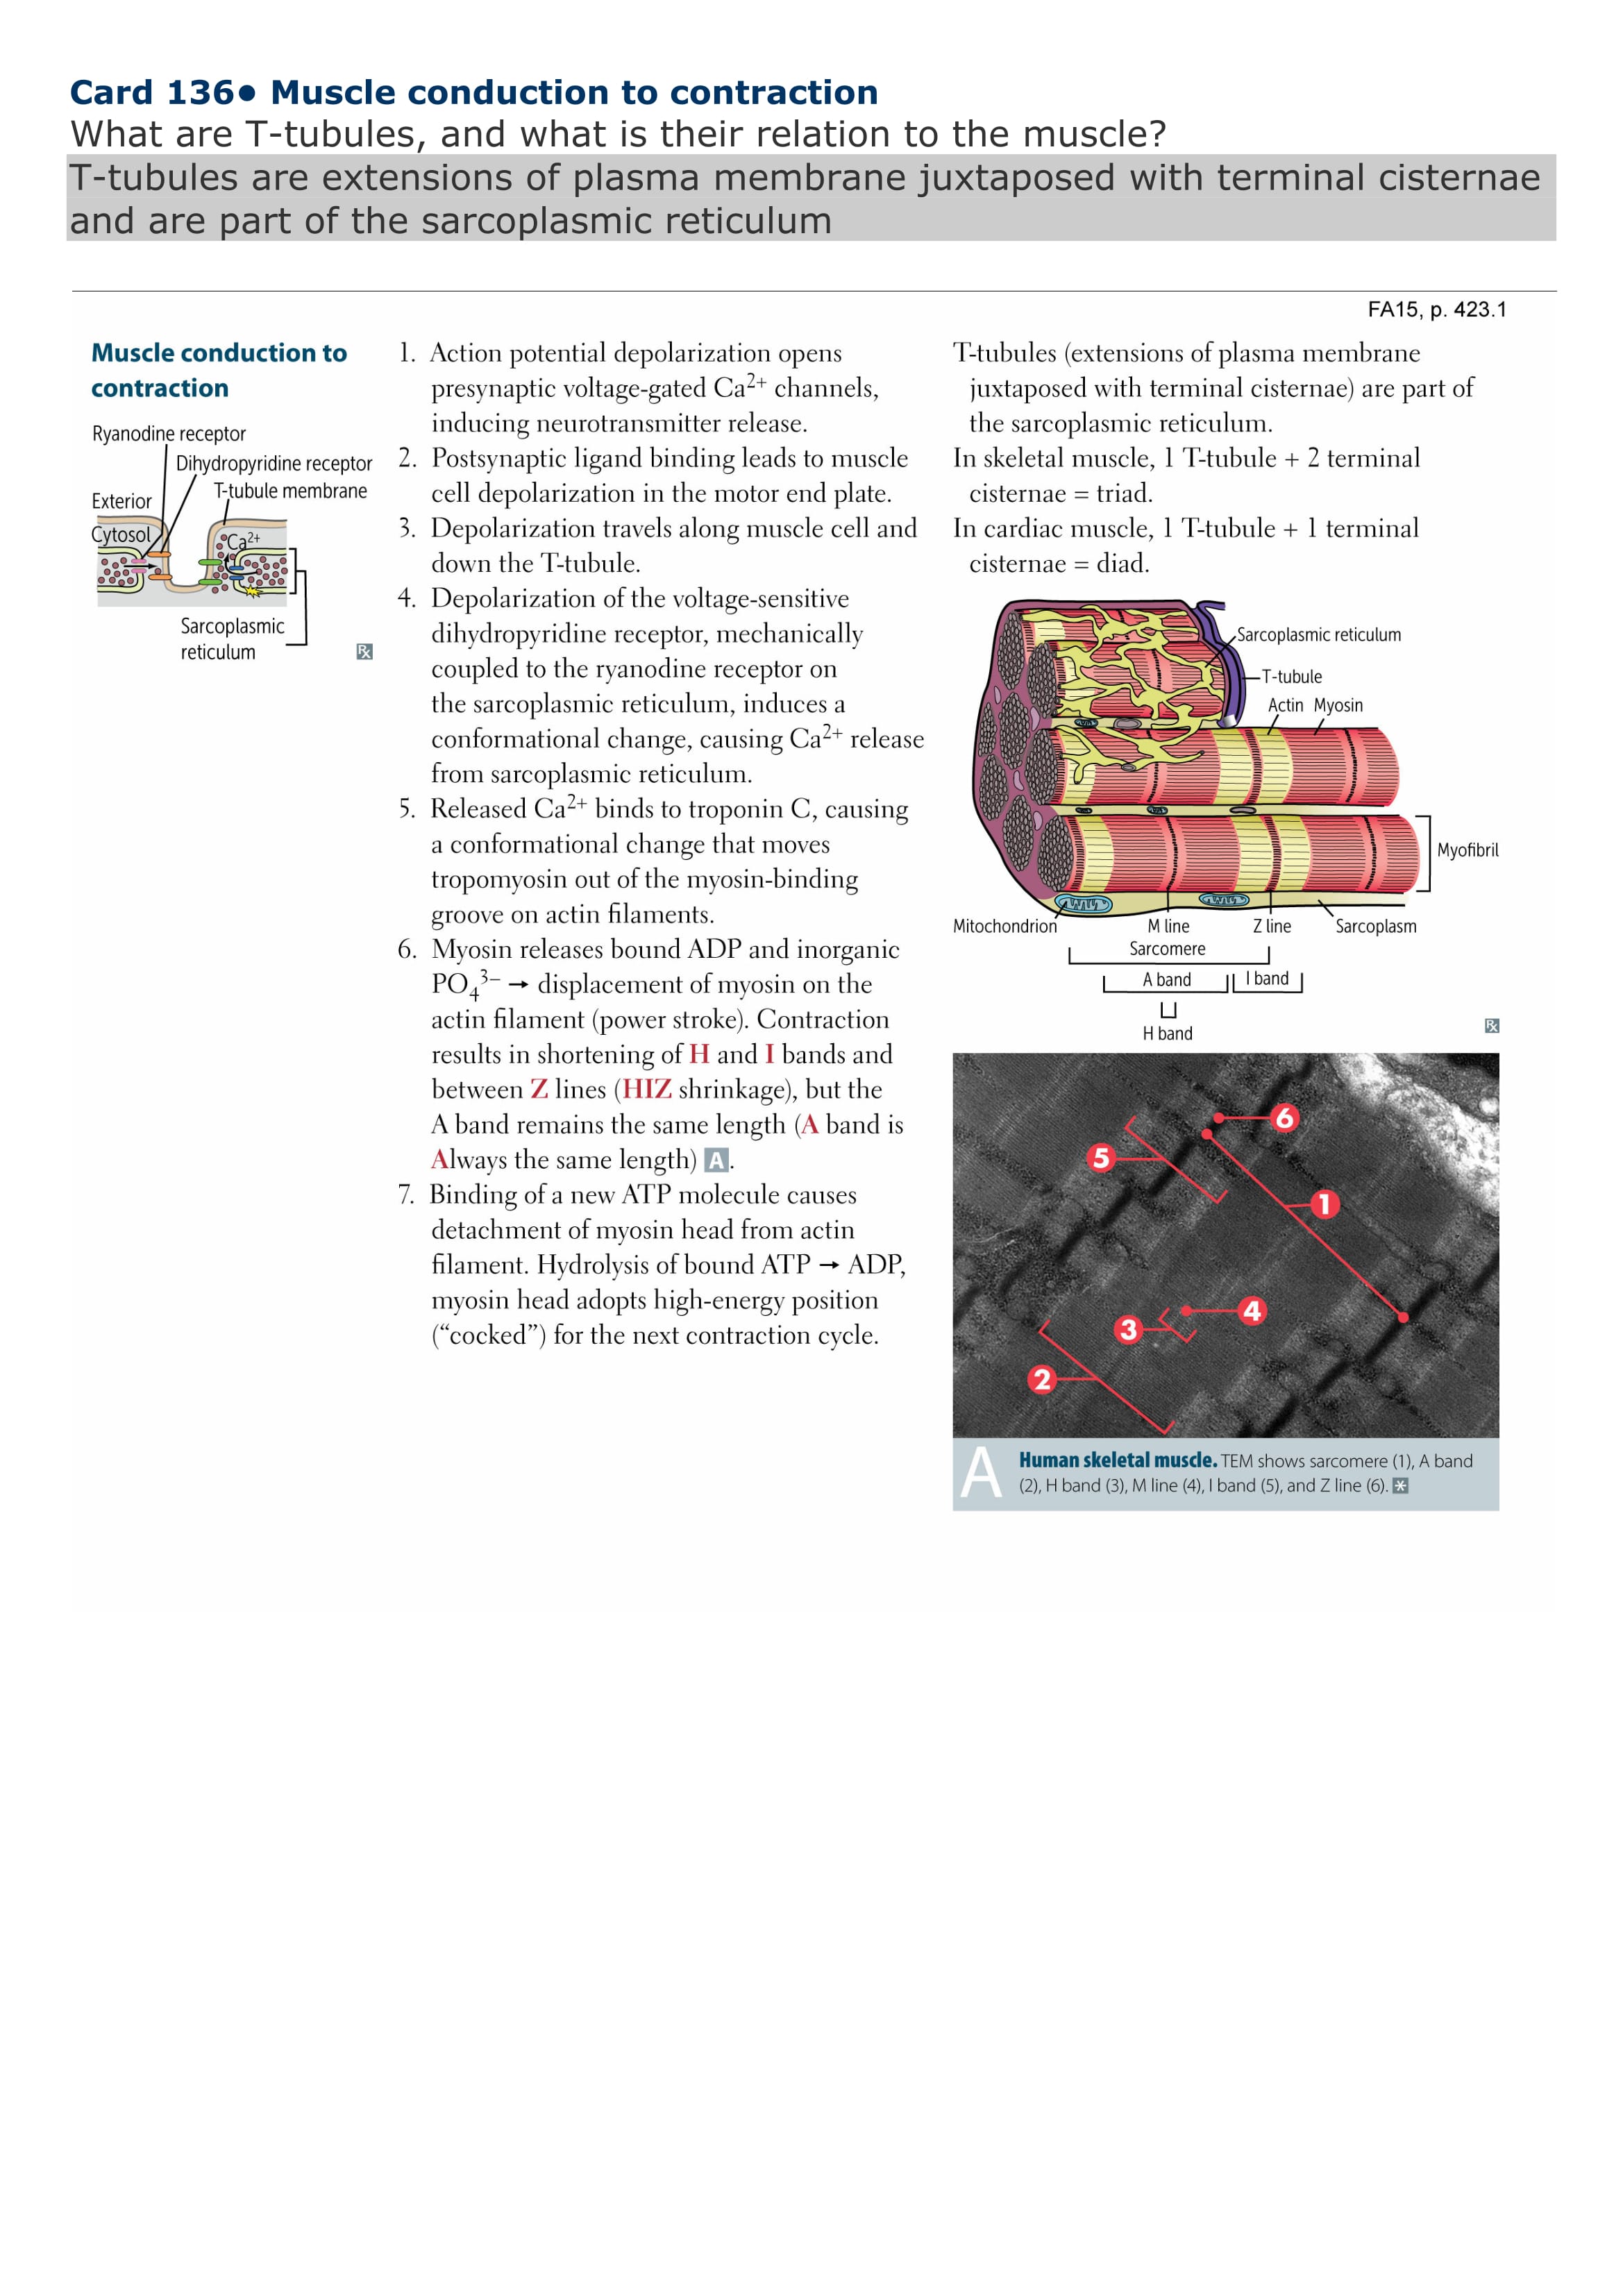 Card 136● Muscle conduction to contraction
What are T-tubules, and what is their relation to the muscle?
T-tubules are extensions of plasma membrane juxtaposed with terminal cisternae
and are part of the sarcoplasmic reticulum
FA15, p. 423.1
Muscle conduction to
contraction
Ryanodine receptor
Dihydropyridine receptor
T-tubule membrane
Exterior
Cytosol
Ca2+
Sarcoplasmic
reticulum
Rx
1. Action potential depolarization opens
presynaptic voltage-gated Ca2+ channels,
inducing neurotransmitter release.
2. Postsynaptic ligand binding leads to muscle
cell depolarization in the motor end plate.
3. Depolarization travels along muscle cell and
down the T-tubule.
4. Depolarization of the voltage-sensitive
dihydropyridine receptor, mechanically
coupled to the ryanodine receptor on
the sarcoplasmic reticulum, induces a
conformational change, causing Ca2+ release
from sarcoplasmic reticulum.
5. Released Ca2+ binds to troponin C, causing
a conformational change that moves
tropomyosin out of the myosin-binding
groove on actin filaments.
6. Myosin releases bound ADP and inorganic
PO43− → displacement of myosin on the
actin filament (power stroke). Contraction
results in shortening of H and I bands and
between Z lines (HIZ shrinkage), but the
A band remains the same length (A band is
Always the same length) A.
7. Binding of a new ATP molecule causes
detachment of myosin head from actin
filament. Hydrolysis of bound ATP → ADP,
myosin head adopts high-energy position
(“cocked”) for the next contraction cycle.
T-tubules (extensions of plasma membrane
juxtaposed with terminal cisternae) are part of
the sarcoplasmic reticulum.
In skeletal muscle, 1 T-tubule + 2 terminal
cisternae = triad.
In cardiac muscle, 1 T-tubule + 1 terminal
cisternae = diad.
Sarcoplasmic reticulum
T-tubule
Actin Myosin
Myofibril
Mitochondrion M line Z line Sarcoplasm
Sarcomere
A band I band
H band
Rx
6
5
1
4
3
2
A Human skeletal muscle. TEM shows sarcomere (1), A band
(2), H band (3), M line (4), I band (5), and Z line (6). *